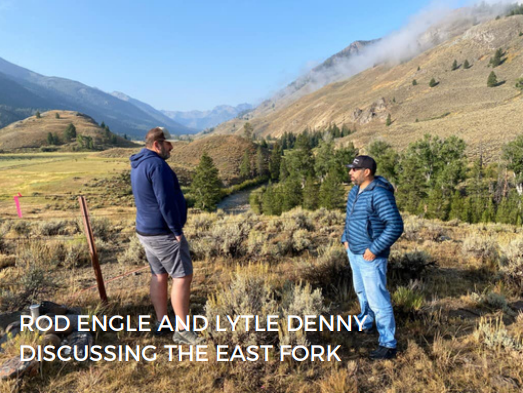 ROD ENGLE AND LYTLE DENNY
DISCUSSING THE EAST FORK